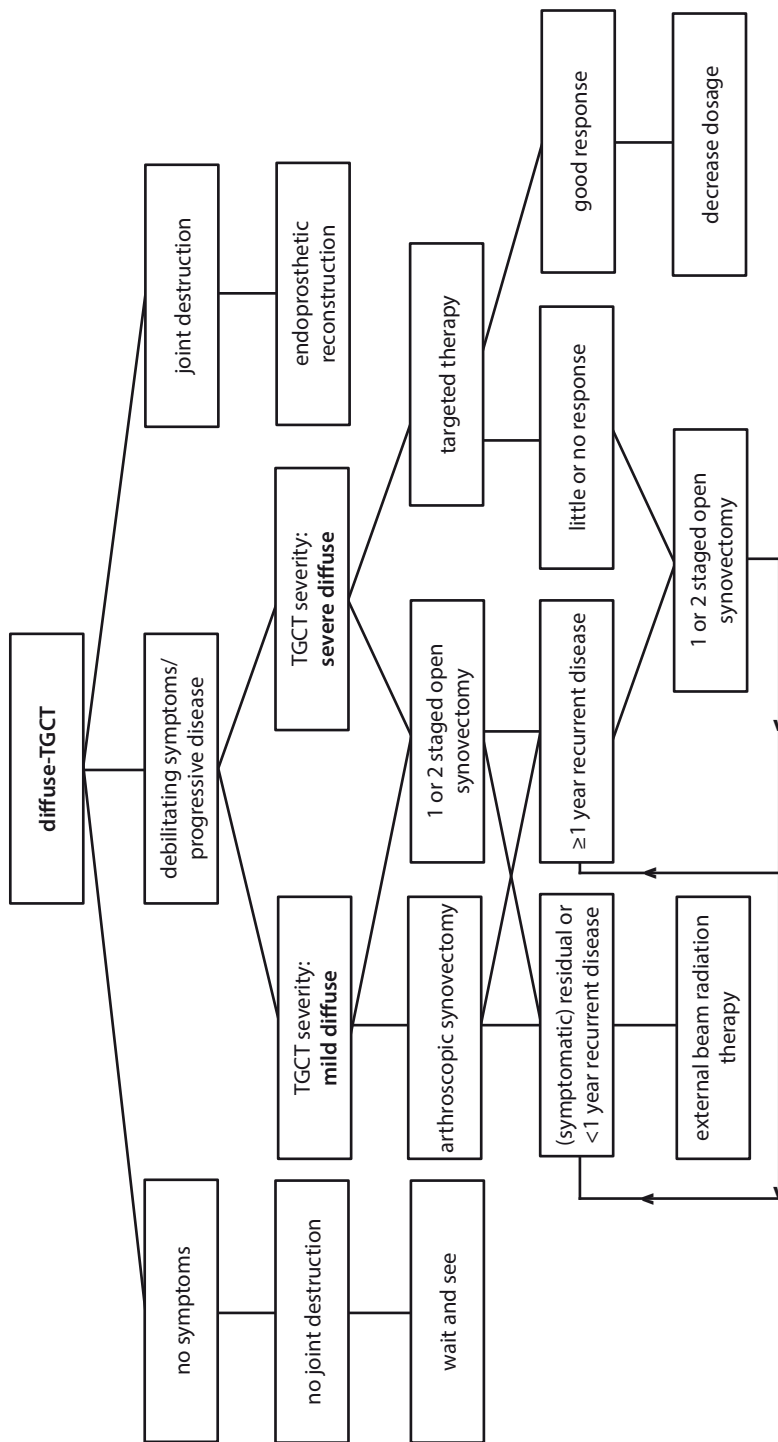 diffuse-TGCT
no symptoms
debilitating symptoms/
progressive disease
joint destruction
no joint destruction
TGCT severity:
mild diffuse
TGCT severity:
severe diffuse
endoprosthetic
reconstruction
wait and see
arthroscopic synovectomy
1 or 2 staged open
synovectomy
targeted therapy
(symptomatic) residual or
<1 year recurrent disease
≥1 year recurrent disease
little or no response
good response
external beam radiation
therapy
1 or 2 staged open
synovectomy
decrease dosage